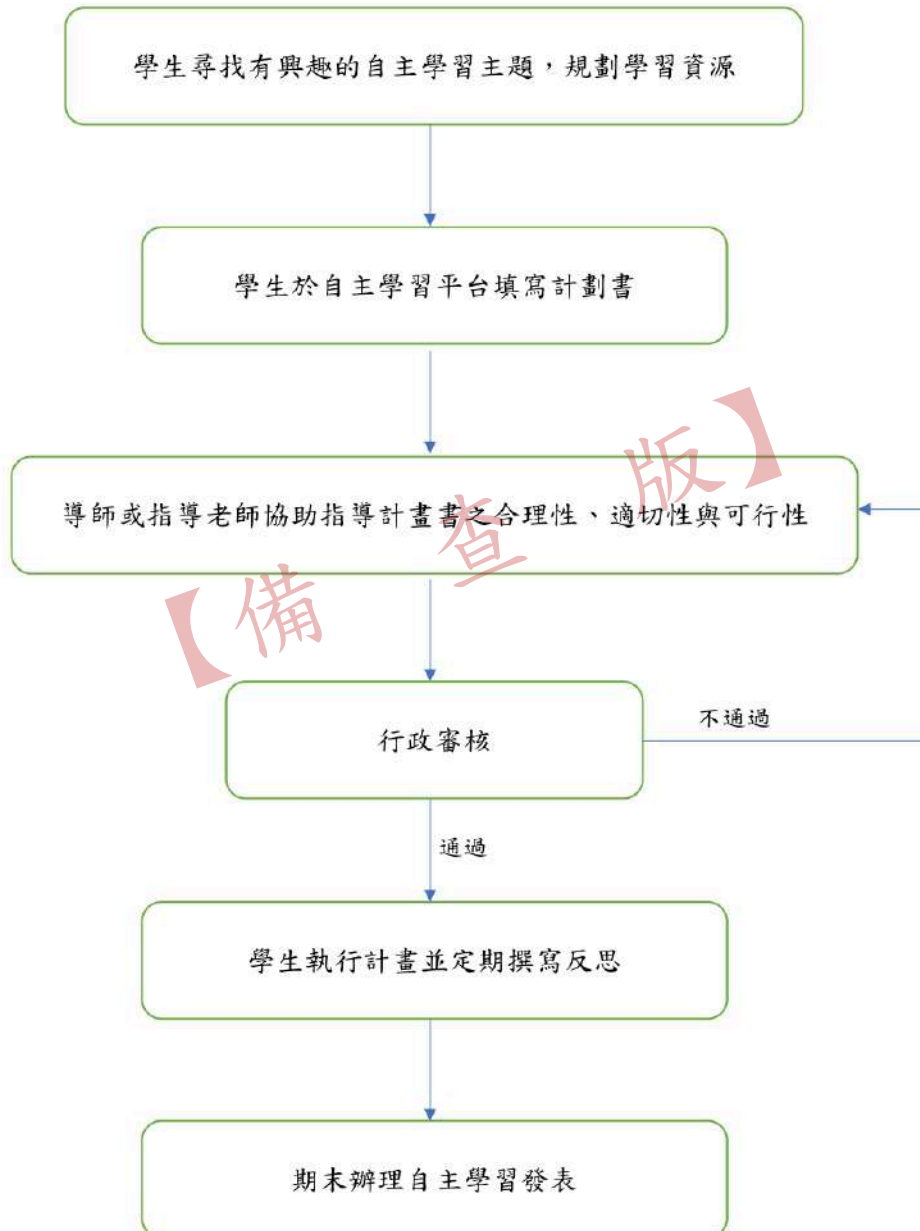 學生尋找有興趣的自主學習主題，規劃學習資源
學生於自主學習平台填寫計劃書
導師或指導老師協助指導計畫書之合理性、適切性與可行性
【備查版】
行政審核
不通過
通過
學生執行計畫並定期撰寫反思
期末辦理自主學習發表